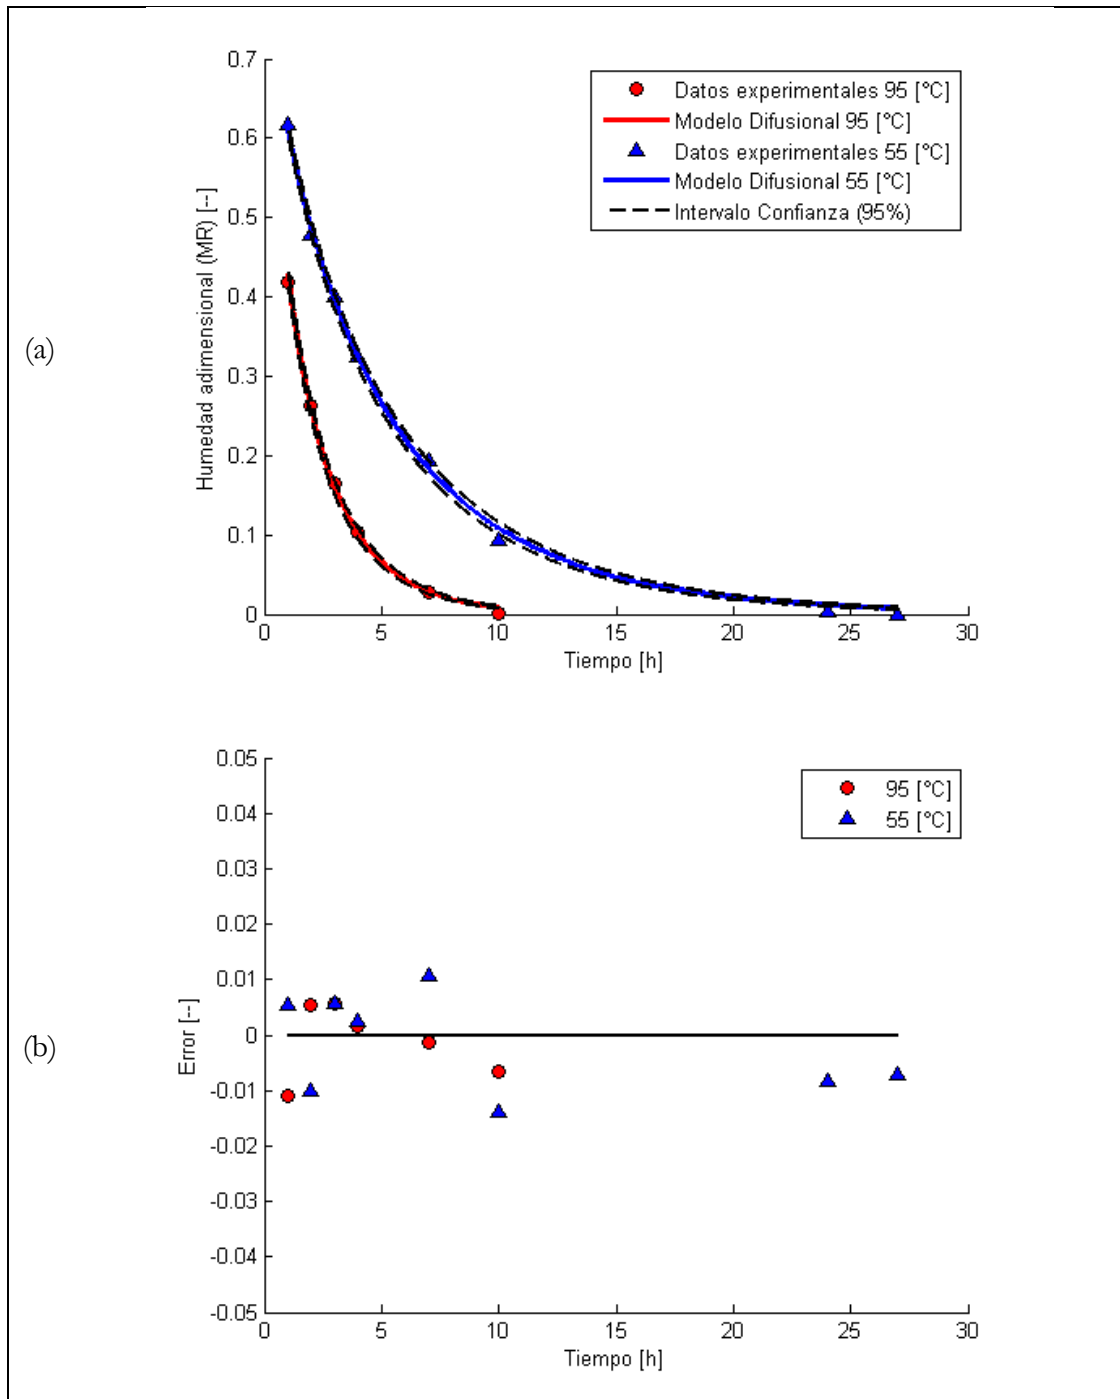 (a)
Humedad adimensional (MR) [--]
0.7
0.6
0.5
0.4
0.3
0.2
0.1
0
Datos experimentales 95 [°C]
Modelo Difusional 95 [°C]
Datos experimentales 55 [°C]
Modelo Difusional 55 [°C]
Intervalo Confianza (95%)
0 5 10 15 20 25 30
Tiempo [h]
(b)
Error [--]
0.05
0.04
0.03
0.02
0.01
0
-0.01
-0.02
-0.03
-0.04
-0.05
95 [°C]
55 [°C]
0 5 10 15 20 25 30
Tiempo [h]